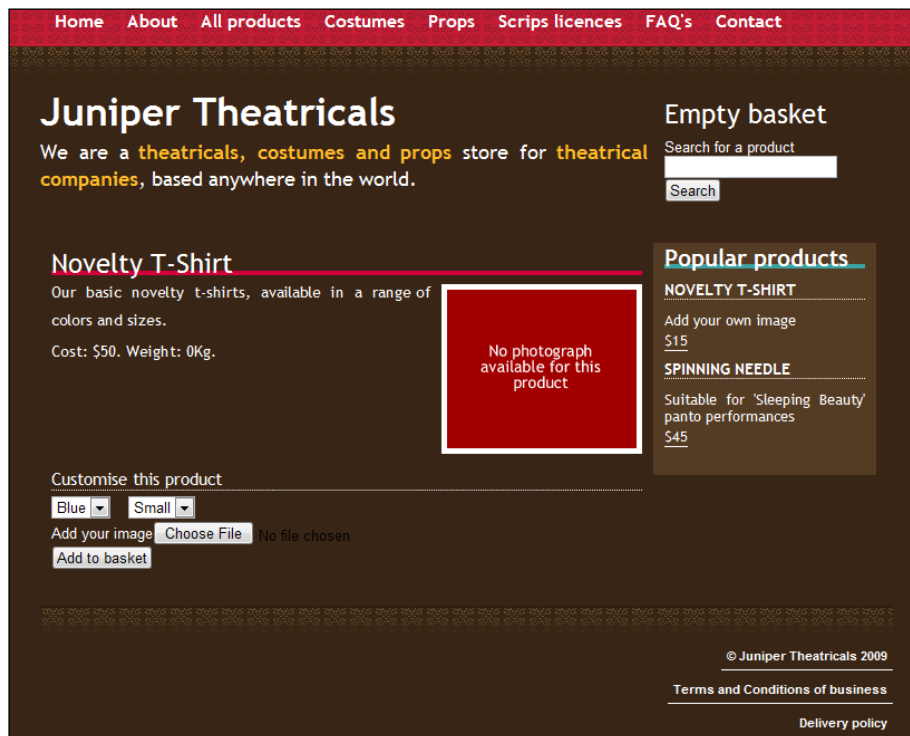 Home About All products Costumes Props Scrips licences FAQ's Contact
Juniper Theatricals
We are a theatricals, costumes and props store for theatrical
companies, based anywhere in the world.
Empty basket
Search for a product
Search
Novelty T-Shirt
Our basic novelty t-shirts, available in a range of
colors and sizes.
Cost: $50. Weight: 0Kg.
No photograph
available for this
product
Customise this product
Blue Small
Add your image Choose File No file chosen
Add to basket
Popular products
NOVELTY T-SHIRT
Add your own image
$15
SPINNING NEEDLE
Suitable for 'Sleeping Beauty'
panto performances
$45
© Juniper Theatricals 2009
Terms and Conditions of business
Delivery policy